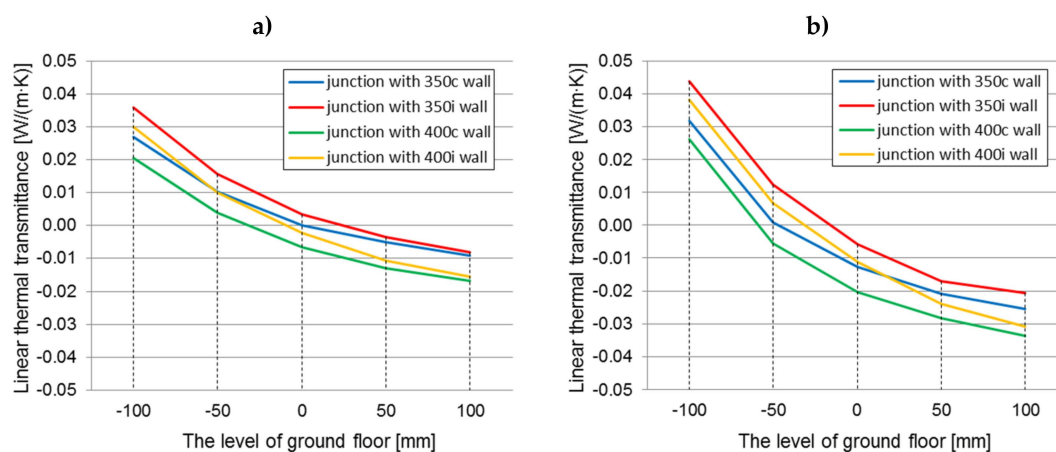 a)
Linear thermal transmittance [W/(m·K)]
0.05
0.04
0.03
0.02
0.01
0.00
-0.01
-0.02
-0.03
-0.04
-0.05
junction with 350c wall
junction with 350i wall
junction with 400c wall
junction with 400i wall
-100 -50 0 50 100
The level of ground floor [mm]
b)
Linear thermal transmittance [W/(m·K)]
0.05
0.04
0.03
0.02
0.01
0.00
-0.01
-0.02
-0.03
-0.04
-0.05
junction with 350c wall
junction with 350i wall
junction with 400c wall
junction with 400i wall
-100 -50 0 50 100
The level of ground floor [mm]